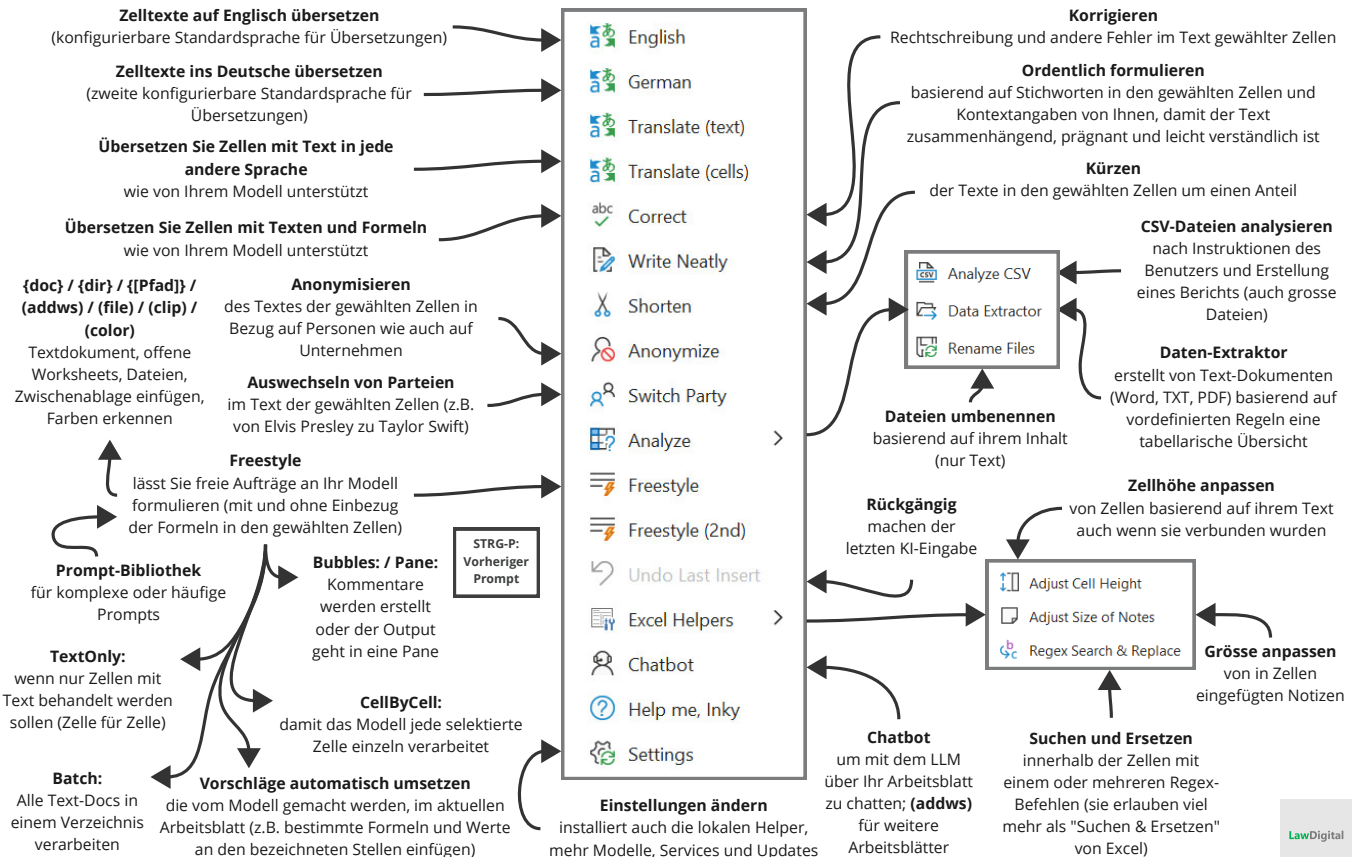 Zelltexte auf Englisch übersetzen
(konfigurierbare Standardsprache für Übersetzungen)
Zelltexte ins Deutsche übersetzen
(zweite konfigurierbare Standardsprache für
Übersetzungen)
Übersetzen Sie Zellen mit Text in jede
andere Sprache
wie von Ihrem Modell unterstützt
Übersetzen Sie Zellen mit Texten und Formeln
wie von Ihrem Modell unterstützt
{doc} / {dir} / {[Pfad]} /
(addws) / (file) / (clip) /
(color)
Textdokument, offene
Worksheets, Dateien,
Zwischenablage einfügen,
Farben erkennen
Anonymisieren
des Textes der gewählten Zellen in
Bezug auf Personen wie auch auf
Unternehmen
Auswechseln von Parteien
im Text der gewählten Zellen (z.B.
von Elvis Presley zu Taylor Swift)
Freestyle
lässt Sie freie Aufträge an Ihr Modell
formulieren (mit und ohne Einbezug
der Formeln in den gewählten Zellen)
Prompt-Bibliothek
für komplexe oder häufige
Prompts
Bubbles: / Pane:
Kommentare
werden erstellt
oder der Output
geht in eine Pane
STRG-P:
Vorheriger
Prompt
TextOnly:
wenn nur Zellen mit
Text behandelt werden
sollen (Zelle für Zelle)
CellByCell:
damit das Modell jede selektierte
Zelle einzeln verarbeitet
Batch:
Alle Text-Docs in
einem Verzeichnis
verarbeiten
Vorschläge automatisch umsetzen
die vom Modell gemacht werden, im aktuellen
Arbeitsblatt (z.B. bestimmte Formeln und Werte
an den bezeichneten Stellen einfügen)
English
German
Translate (text)
Translate (cells)
abc
Correct
Write Neatly
Shorten
Anonymize
Switch Party
Analyze
Freestyle
Freestyle (2nd)
Undo Last Insert
Excel Helpers
Chatbot
Help me, Inky
Settings
Einstellungen ändern
installiert auch die lokalen Helper,
mehr Modelle, Services und Updates
Korrigieren
Rechtschreibung und andere Fehler im Text gewählter Zellen
Ordentlich formulieren
basierend auf Stichworten in den gewählten Zellen und
Kontextangaben von Ihnen, damit der Text
zusammenhängend, prägnant und leicht verständlich ist
Kürzen
der Texte in den gewählten Zellen um einen Anteil
CSV
Analyze CSV
Data Extractor
Rename Files
CSV-Dateien analysieren
nach Instruktionen des
Benutzers und Erstellung
eines Berichts (auch grosse
Dateien)
Daten-Extraktor
erstellt von Text-Dokumenten
(Word, TXT, PDF) basierend auf
vordefinierten Regeln eine
tabellarische Übersicht
Dateien umbenennen
basierend auf ihrem Inhalt
(nur Text)
Rückgängig
machen der
letzten KI-Eingabe
Zellhöhe anpassen
von Zellen basierend auf ihrem Text
auch wenn sie verbunden wurden
Adjust Cell Height
Adjust Size of Notes
Regex Search & Replace
Grösse anpassen
von in Zellen
eingefügten Notizen
Chatbot
um mit dem LLM
über Ihr Arbeitsblatt
zu chatten; (addws)
für weitere
Arbeitsblätter
Suchen und Ersetzen
innerhalb der Zellen mit
einem oder mehreren Regex-
Befehlen (sie erlauben viel
mehr als "Suchen & Ersetzen"
von Excel)
LawDigital